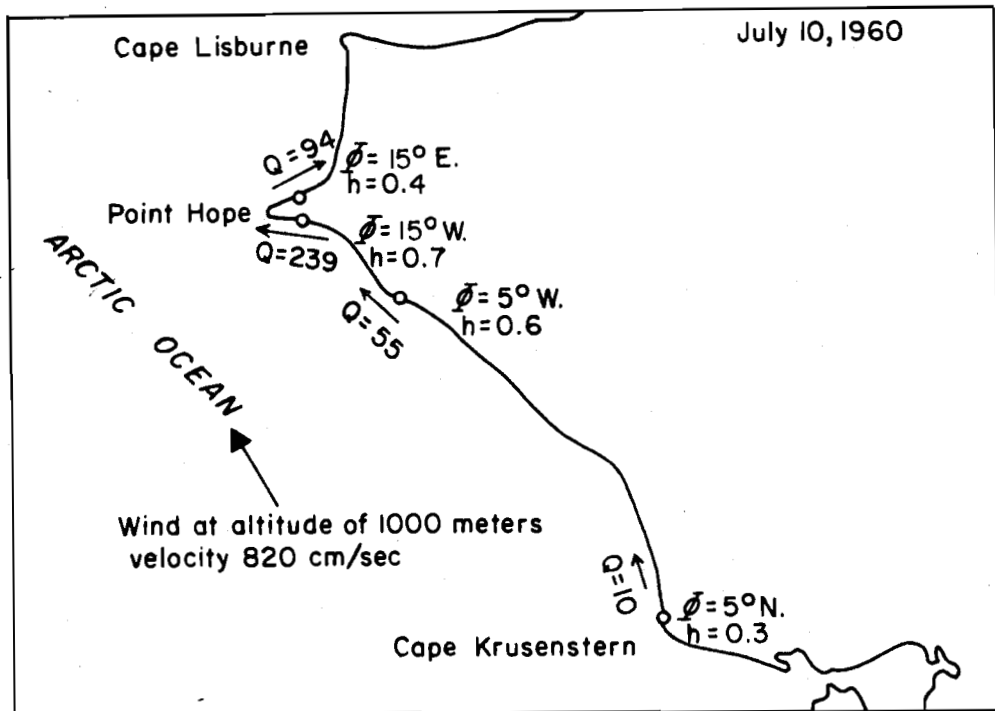 Cape Lisburne
July 10, 1960
Q=94
Φ= 15° E.
h=0.4
Point Hope
Φ= 15° W.
h=0.7
Q=239
ARCTIC OCEAN
Φ= 5° W.
h=0.6
Q=55
Wind at altitude of 1000 meters
velocity 820 cm/sec
Q=10
Φ= 5° N.
h=0.3
Cape Krusenstern